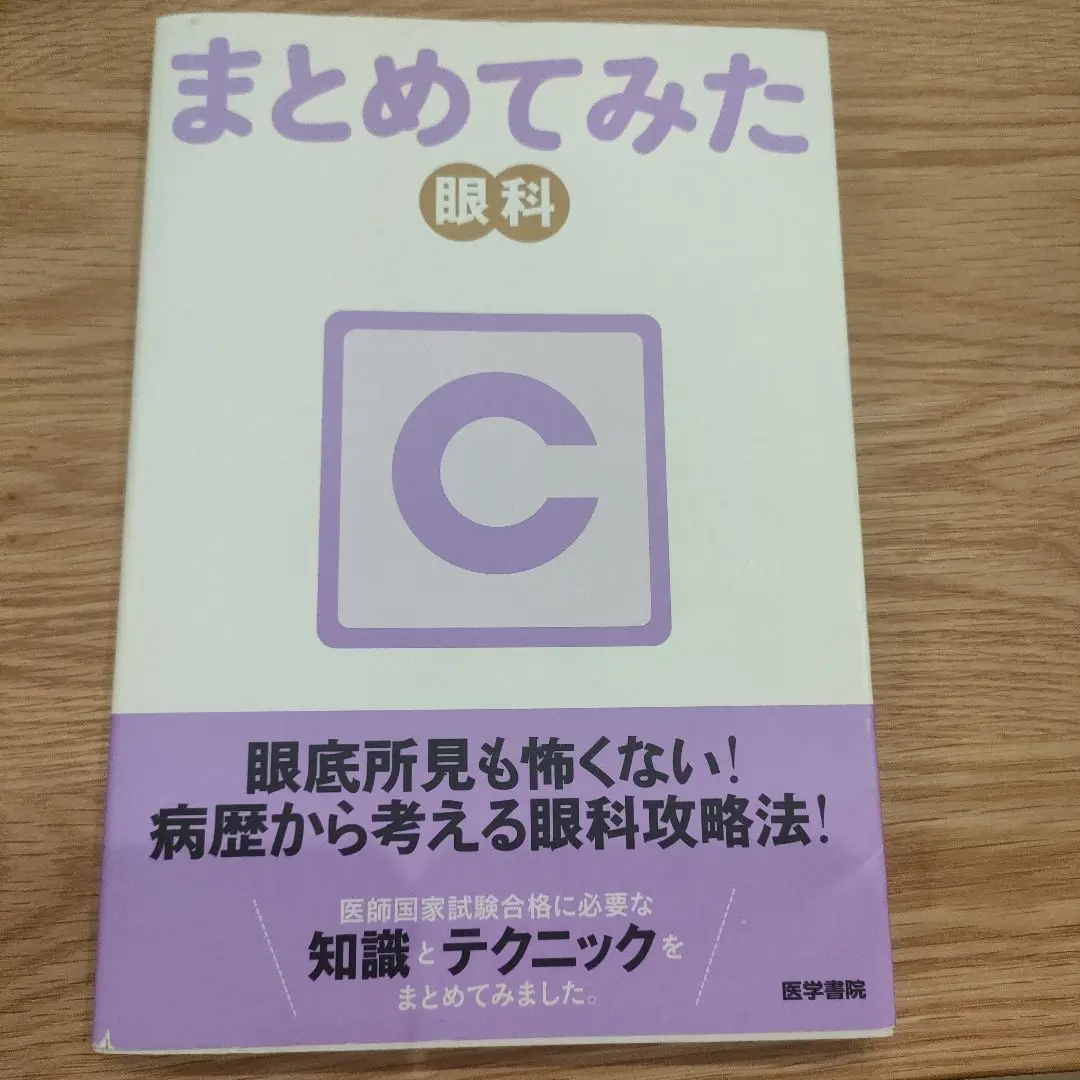 まとめてみた
眼科
C
眼底所見も怖くない!
病歴から考える眼科攻略法!
医師国家試験合格に必要な
知識とテクニックを
まとめてみました。
医学書院